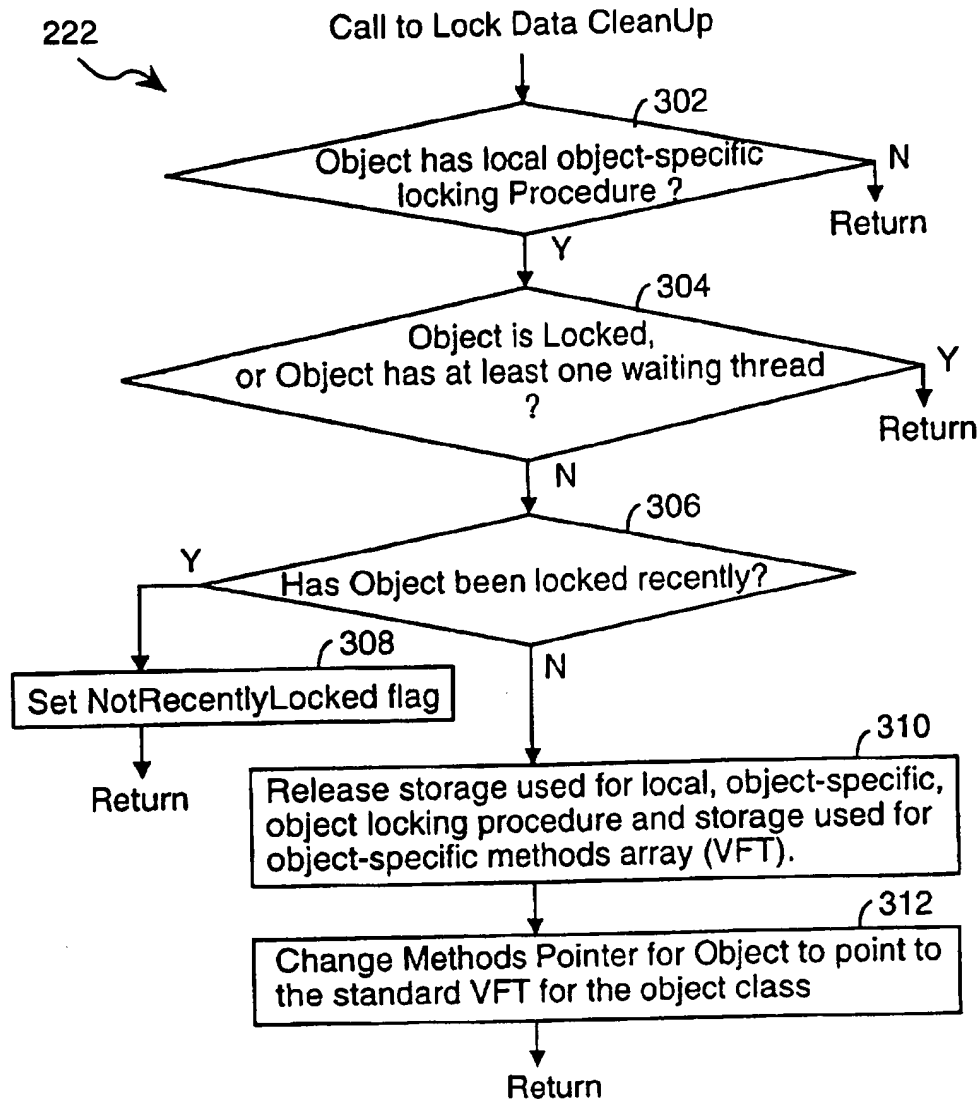 222
Call to Lock Data CleanUp
302
Object has local object-specific
locking Procedure ?
N
Return
Y
304
Object is Locked,
or Object has at least one waiting thread
?
Y
Return
N
306
Y
Has Object been locked recently?
308
N
Set NotRecentlyLocked flag
Return
310
Release storage used for local, object-specific,
object locking procedure and storage used for
object-specific methods array (VFT).
312
Change Methods Pointer for Object to point to
the standard VFT for the object class
Return